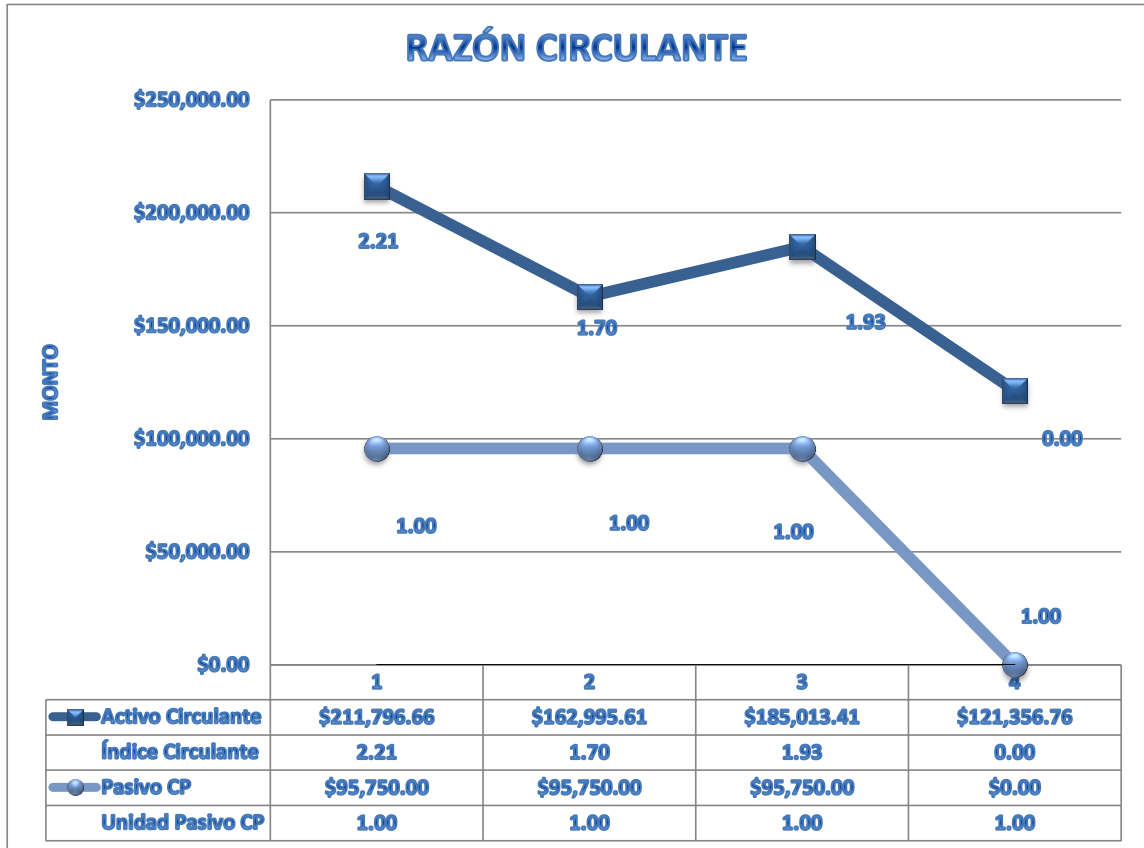 RAZÓN CIRCULANTE
$250,000.00
$200,000.00
2.21
1.70
1.93
$150,000.00
MONTO
$100,000.00
0.00
1.00
1.00
1.00
$50,000.00
1.00
$0.00
1 2 3 4
Activo Circulante $211,796.66 $162,995.61 $185,013.41 $121,356.76
Índice Circulante 2.21 1.70 1.93 0.00
Pasivo CP $95,750.00 $95,750.00 $95,750.00 $0.00
Unidad Pasivo CP 1.00 1.00 1.00 1.00